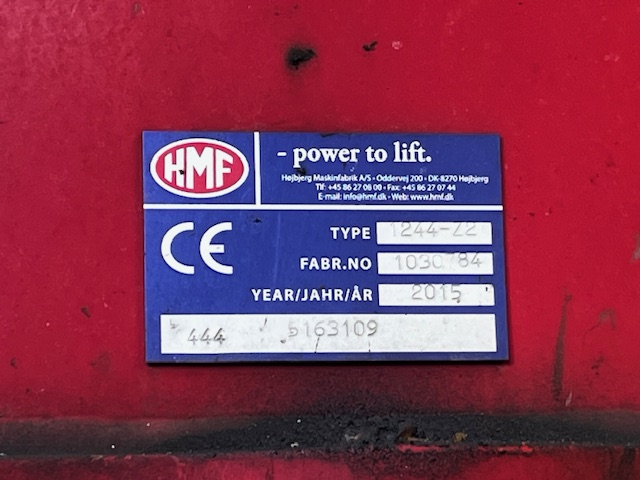 HMF
- power to lift.
Højbjerg Maskinfabrik A/S - Oddervej 200 - DK-8270 Højbjerg
Tlf: +45 86 27 08 00 - Fax: +45 86 27 07 44
E-mail: info@hmf.dk - Web: www.hmf.dk
CE
TYPE 1244-Z2
FABR.NO
YEAR/JAHR/ÅR 2015
444 5163109